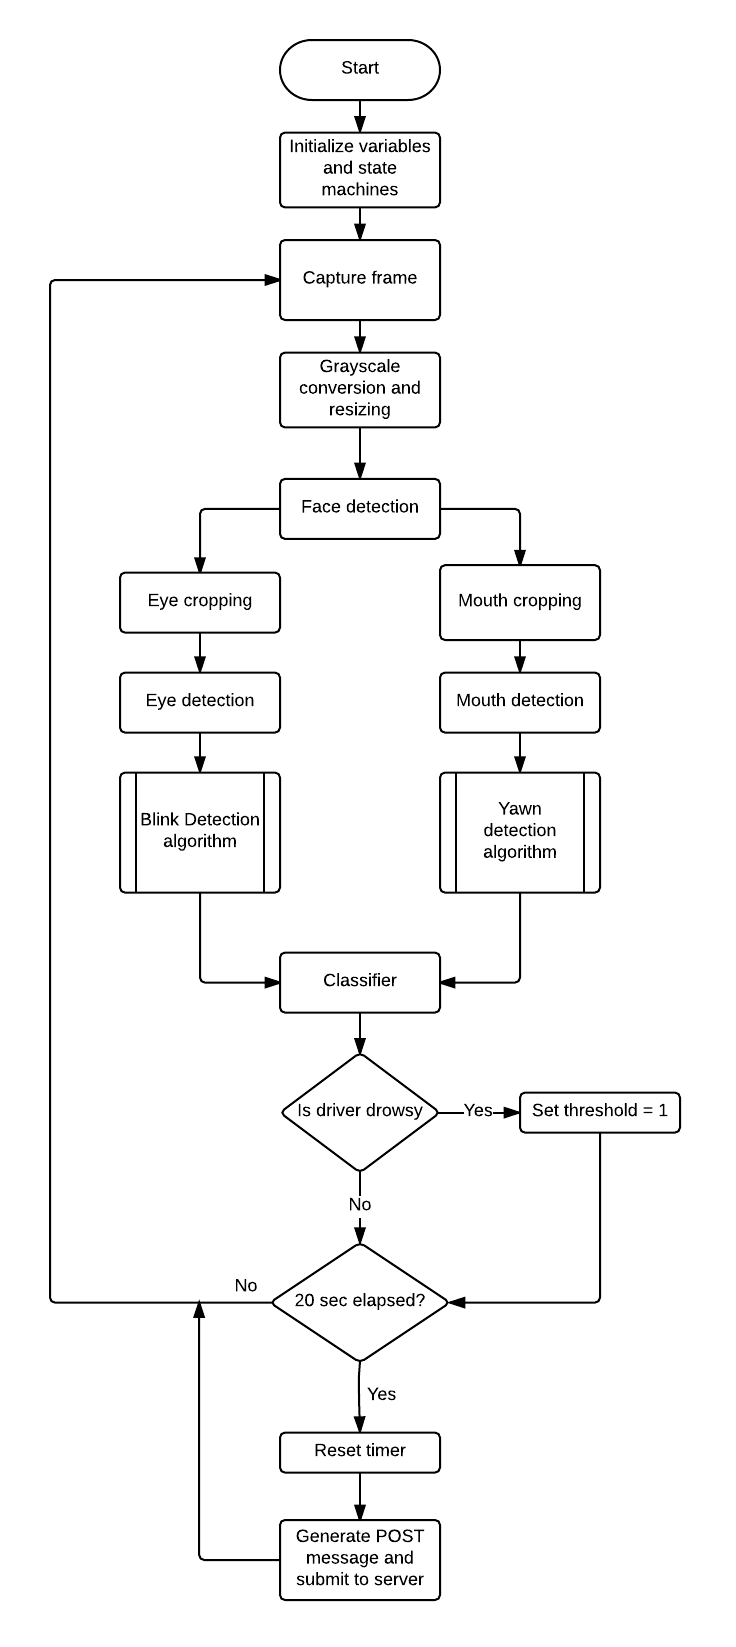 Start
Initialize variables
and state
machines
Capture frame
Grayscale
conversion and
resizing
Face detection
Eye cropping
Mouth cropping
Eye detection
Mouth detection
Blink Detection
algorithm
Yawn
detection
algorithm
Classifier
Is driver drowsy
Yes
Set threshold = 1
No
No
20 sec elapsed?
Yes
Reset timer
Generate POST
message and
submit to server